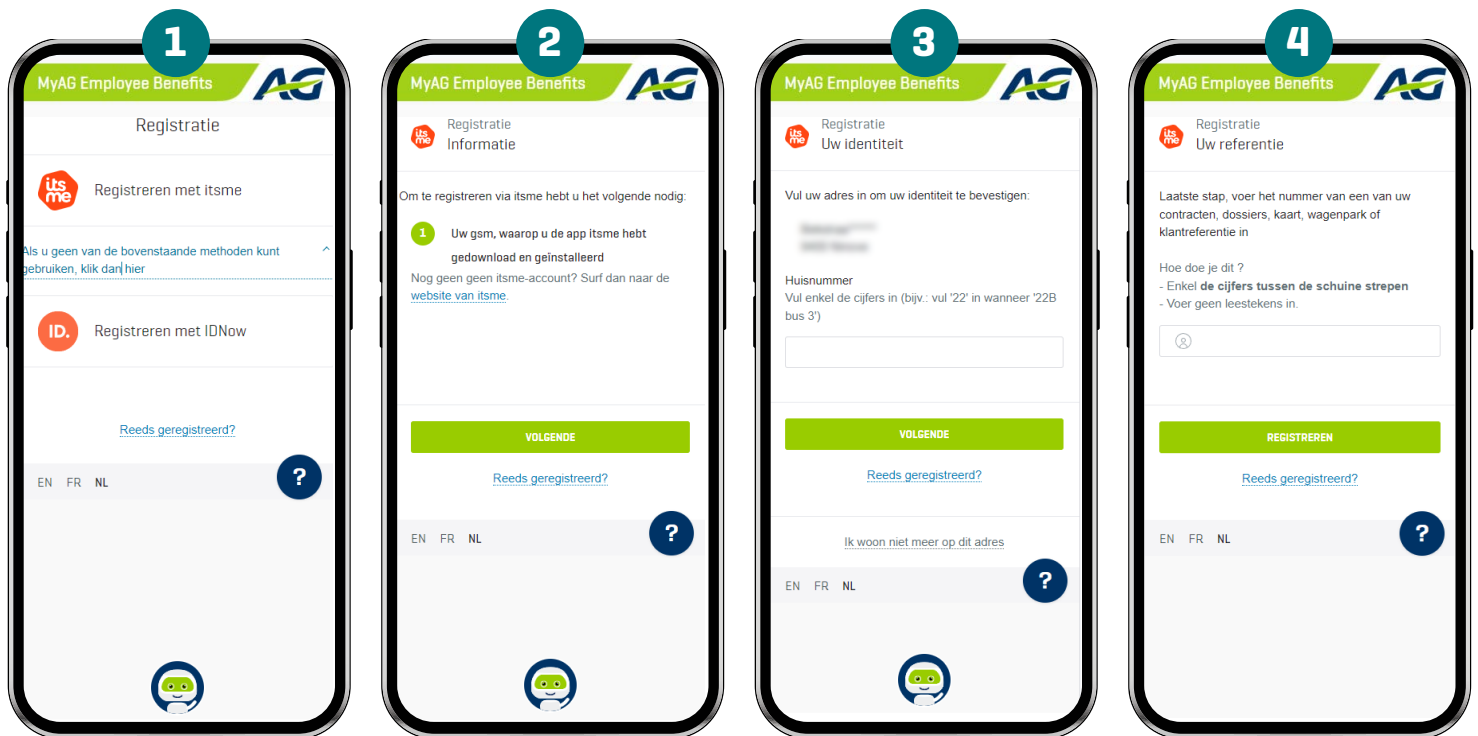 1
MyAG Employee Benefits
AG
Registratie
its
me
Registreren met itsme
Als u geen van de bovenstaande methoden kunt
gebruiken, klik dan hier
ID.
Registreren met IDNow
Reeds geregistreerd?
EN FR NL
?
2
MyAG Employee Benefits
AG
its
me
Registratie
Informatie
Om te registreren via itsme hebt u het volgende nodig:
1
Uw gsm, waarop u de app itsme hebt
gedownload en geïnstalleerd
Nog geen geen itsme-account? Surf dan naar de
website van itsme.
VOLGENDE
Reeds geregistreerd?
EN FR NL
?
3
MyAG Employee Benefits
AG
its
me
Registratie
Uw identiteit
Vul uw adres in om uw identiteit te bevestigen:
Huisnummer
Vul enkel de cijfers in (bijv.: vul '22' in wanneer '22B
bus 3')
VOLGENDE
Reeds geregistreerd?
Ik woon niet meer op dit adres
EN FR NL
?
4
MyAG Employee Benefits
AG
its
me
Registratie
Uw referentie
Laatste stap, voer het nummer van een van uw
contracten, dossiers, kaart, wagenpark of
klantreferentie in
Hoe doe je dit ?
- Enkel de cijfers tussen de schuine strepen
- Voer geen leestekens in.
REGISTREREN
Reeds geregistreerd?
EN FR NL
?